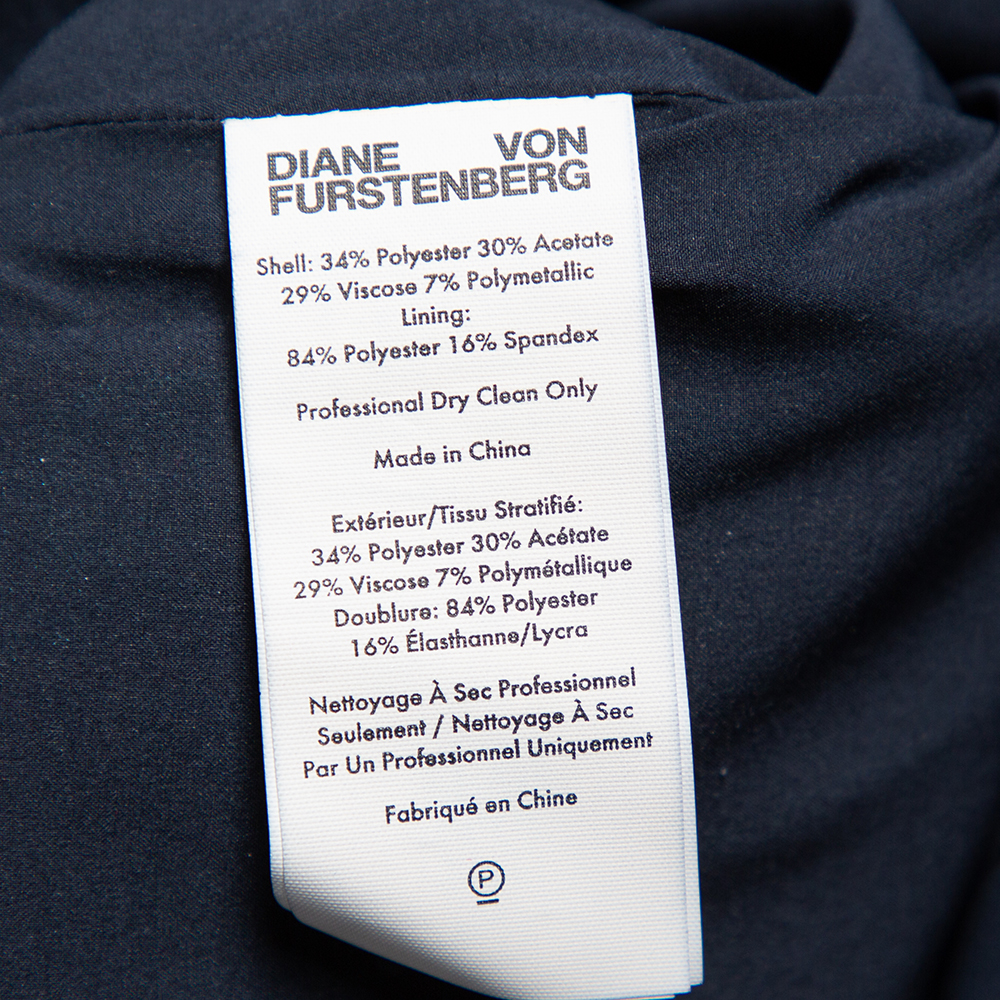 DIANE VON
FURSTENBERG
Shell: 34% Polyester 30% Acetate
29% Viscose 7% Polymetallic
Lining:
84% Polyester 16% Spandex
Professional Dry Clean Only
Made in China
Extérieur/Tissu Stratifié:
34% Polyester 30% Acétate
29% Viscose 7% Polymétallique
Doublure: 84% Polyester
16% Élasthanne/Lycra
Nettoyage À Sec Professionnel
Seulement / Nettoyage À Sec
Par Un Professionnel Uniquement
Fabriqué en Chine
P